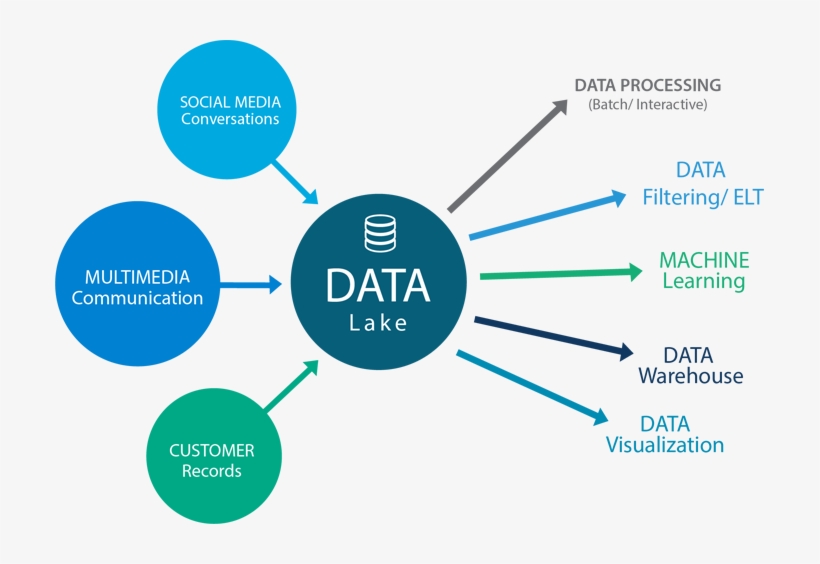 SOCIAL MEDIA
Conversations
MULTIMEDIA
Communication
CUSTOMER
Records
DATA
Lake
DATA PROCESSING
(Batch/ Interactive)
DATA
Filtering/ ELT
MACHINE
Learning
DATA
Warehouse
DATA
Visualization